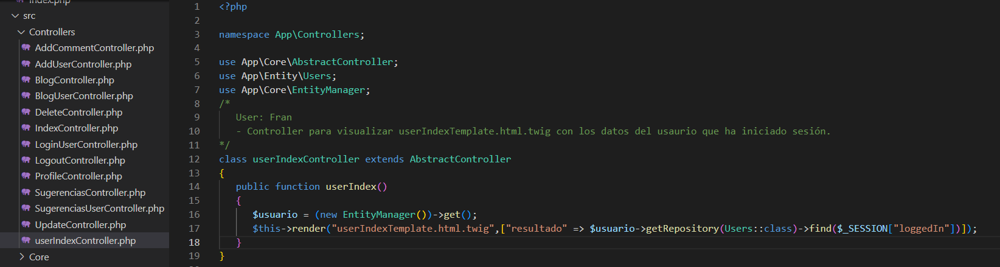 index.php
src
Controllers
AddCommentController.php
AddUserController.php
BlogController.php
BlogUserController.php
DeleteController.php
IndexController.php
LoginUserController.php
LogoutController.php
ProfileController.php
SugerenciasController.php
SugerenciasUserController.php
UpdateController.php
userIndexController.php
Core
1 <?php
2
3 namespace App\Controllers;
4
5 use App\Core\AbstractController;
6 use App\Entity\Users;
7 use App\Core\EntityManager;
8 /*
9 User: Fran
10 - Controller para visualizar userIndexTemplate.html.twig con los datos del usaurio que ha iniciado sesión.
11 */
12 class userIndexController extends AbstractController
13 {
14 public function userIndex()
15 {
16 $usuario = (new EntityManager())->get();
17 $this->render("userIndexTemplate.html.twig",["resultado" => $usuario->getRepository(Users::class)->find($_SESSION["loggedIn"])]);
18 }
19 }